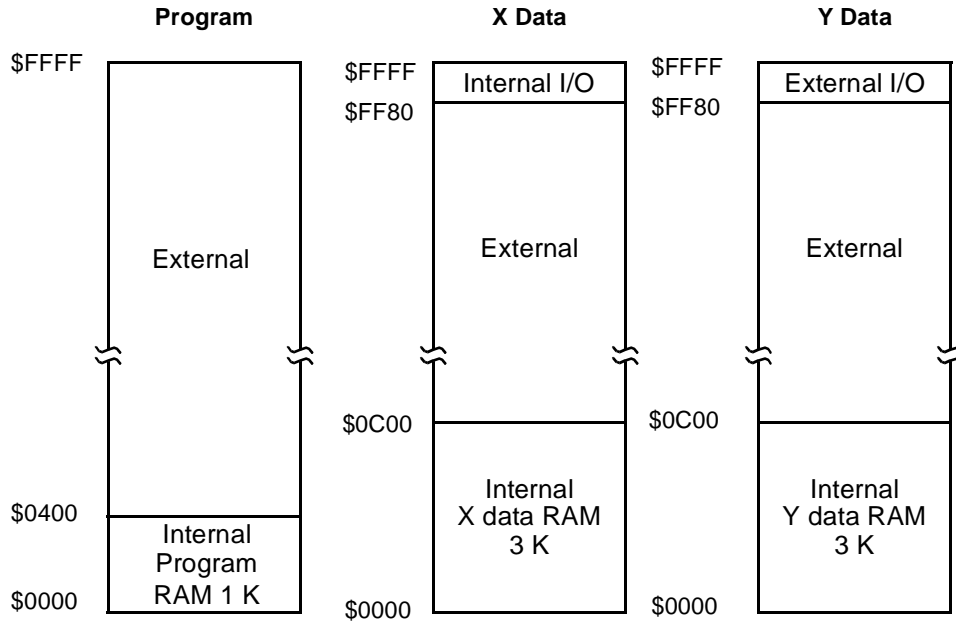 Program
$FFFF
External
$0400
Internal
Program
RAM 1 K
$0000
X Data
$FFFF
Internal I/O
$FF80
External
$0C00
Internal
X data RAM
3 K
$0000
Y Data
$FFFF
External I/O
$FF80
External
$0C00
Internal
Y data RAM
3 K
$0000